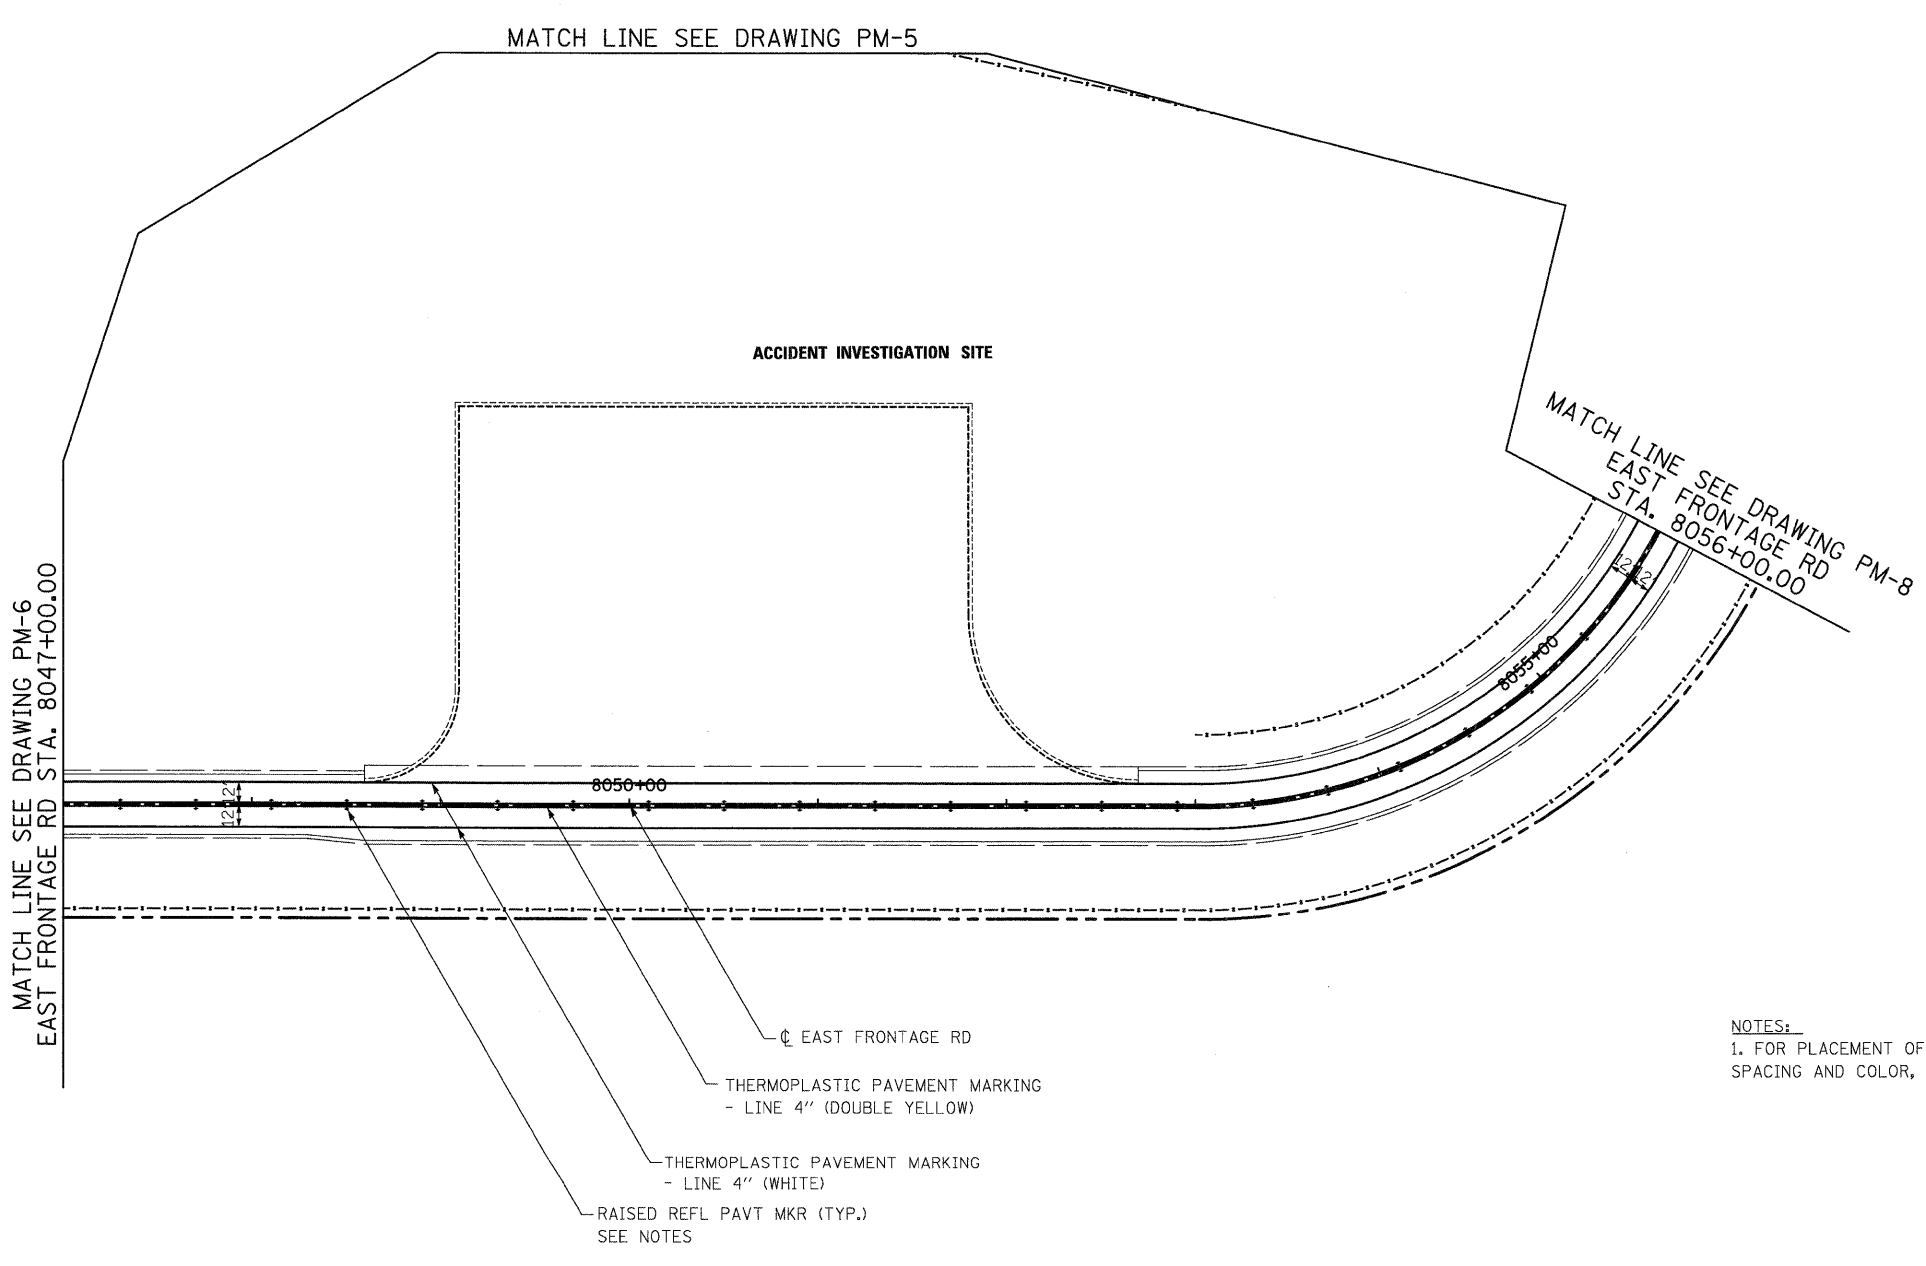 MATCH LINE SEE DRAWING PM-5
ACCIDENT INVESTIGATION SITE
MATCH LINE SEE DRAWING PM-8
EAST FRONTAGE RD
STA. 8056+00.00
MATCH LINE SEE DRAWING PM-6
EAST FRONTAGE RD STA. 8047+00.00
12'
12'
12'
12'
8050+00
8055+00
℄ EAST FRONTAGE RD
THERMOPLASTIC PAVEMENT MARKING
- LINE 4" (DOUBLE YELLOW)
THERMOPLASTIC PAVEMENT MARKING
- LINE 4" (WHITE)
RAISED REFL PAVT MKR (TYP.)
SEE NOTES
NOTES:
1. FOR PLACEMENT OF
SPACING AND COLOR,